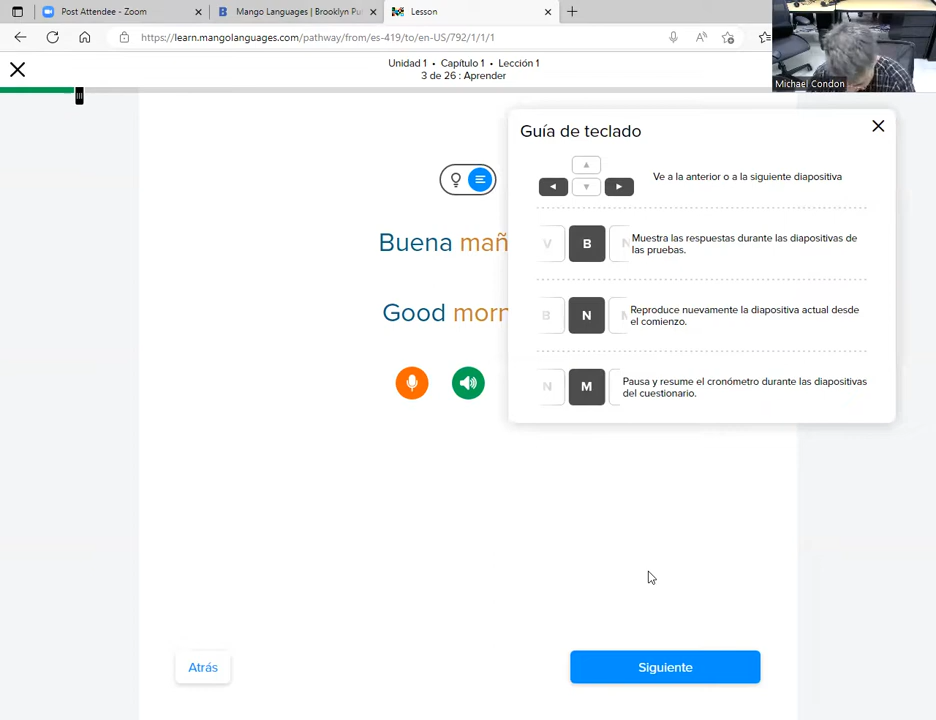 Post Attendee - Zoom
Mango Languages | Brooklyn Pu
Lesson
https://learn.mangolanguages.com/pathway/from/es-419/to/en-US/792/1/1/1
Michael Condon
Unidad 1 • Capítulo 1 • Lección 1
3 de 26 : Aprender
Guía de teclado
Ve a la anterior o a la siguiente diapositiva
V B N
Muestra las respuestas durante las diapositivas de
las pruebas.
B N M
Reproduce nuevamente la diapositiva actual desde
el comienzo.
N M
Pausa y resume el cronómetro durante las diapositivas
del cuestionario.
Buena mañ
Good morn
Atrás
Siguiente